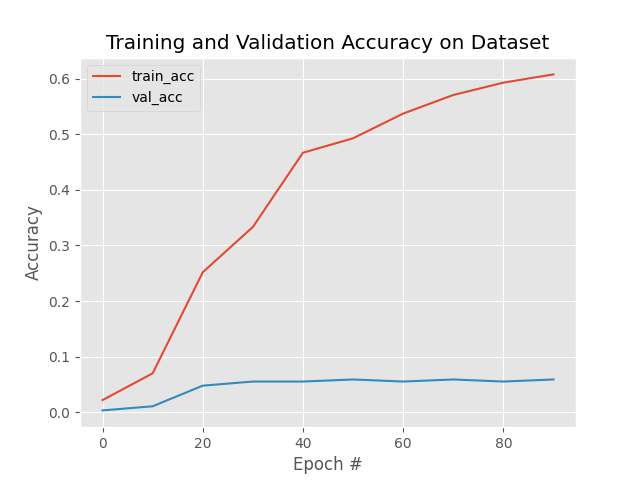 Training and Validation Accuracy on Dataset
train_acc
val_acc
0.6
0.5
0.4
0.3
0.2
0.1
0.0
Accuracy
0 20 40 60 80
Epoch #